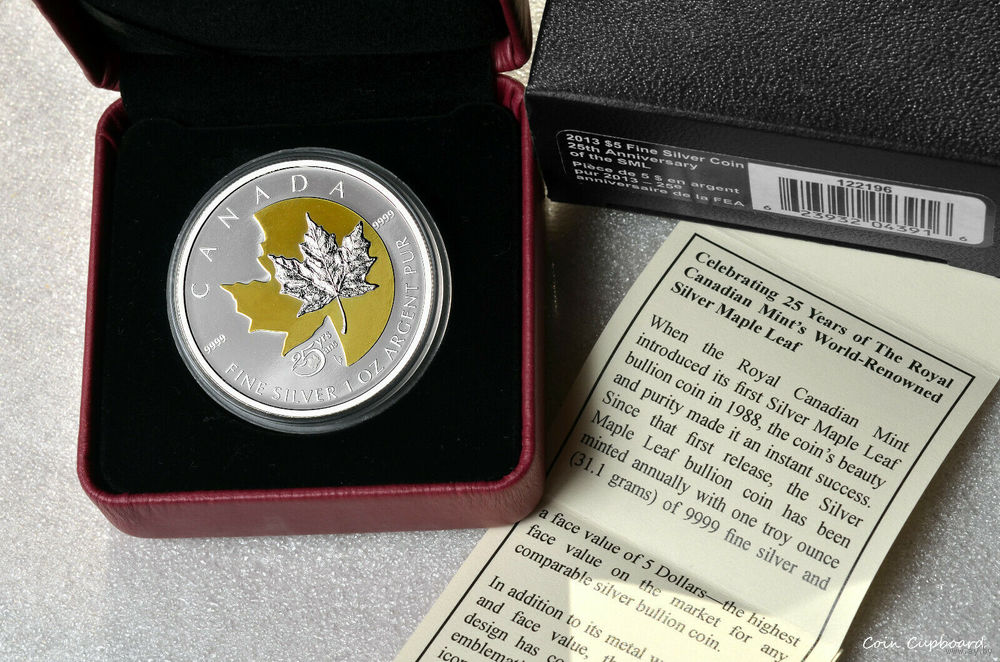 CANADA
9999
9999
25 yrs ans
FINE SILVER 1 OZ ARGENT PUR
2013 $5 Fine Silver Coin
25th Anniversary
of the SML
Pièce de 5 $ en argent
pur 2013 - 25e
anniversaire de la FEA
122196
6 23932 04391 6
Celebrating 25 Years of The Royal
Canadian Mint's World-Renowned
Silver Maple Leaf
When the Royal Canadian Mint
introduced its first Silver Maple Leaf
bullion coin in 1988, the coin's beauty
and purity made it an instant success.
Since that first release, the Silver
Maple Leaf bullion coin has been
minted annually with one troy ounce
(31.1 grams) of 9999 fine silver and
a face value of 5 Dollars—the highest
face value on the market for any
comparable silver bullion coin.
In addition to its metal
and face value,
design has
Coin Cupboard